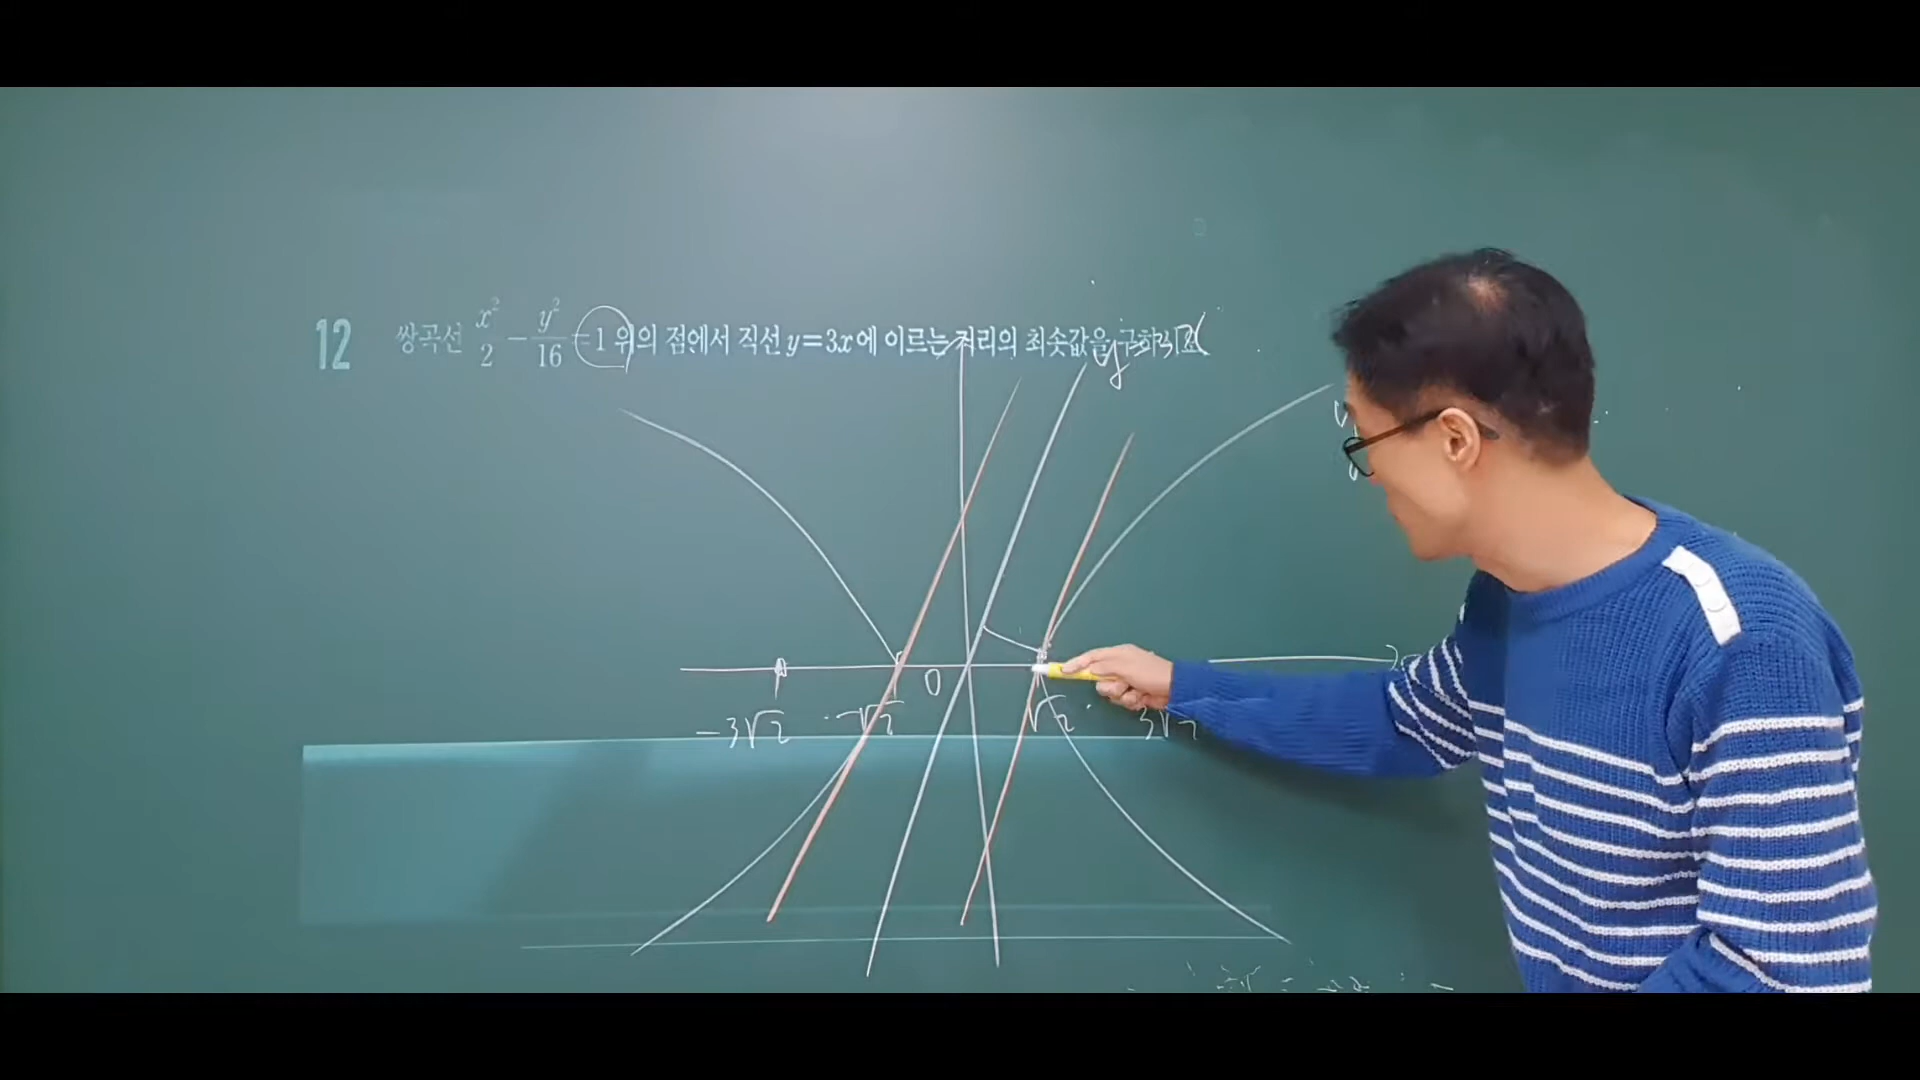 12 쌍곡선 x²/2 − y²/16 = 1 위의 점에서 직선 y=3x에 이르는 거리의 최솟값을 구하시오
y=3x
0
−3√2 −√2 √2 3√2